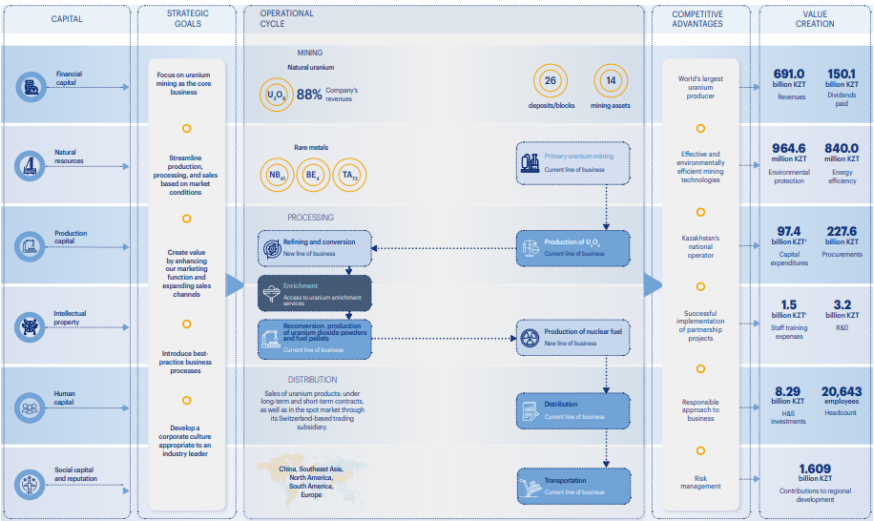 CAPITAL
STRATEGIC
GOALS
OPERATIONAL
CYCLE
COMPETITIVE
ADVANTAGES
VALUE
CREATION
Financial
capital
Natural
resources
Production
capital
Intellectual
property
Human
capital
Social capital
and reputation
Focus on uranium
mining as the core
business
Streamline
production,
processing, and sales
based on market
conditions
Create value
by enhancing
our marketing
function and
expanding sales
channels
Introduce best-
practice business
processes
Develop a
corporate culture
appropriate to an
industry leader
MINING
Natural uranium
U3O8
88% Company's
revenues
26
deposits/blocks
14
mining assets
Rare metals
NB41
BE4
TA73
Primary uranium mining
Current line of business
PROCESSING
Refining and conversion
New line of business
Production of U3O8
Current line of business
Enrichment
Access to uranium enrichment
services
Reconversion, production
of uranium dioxide powders
and fuel pellets
Current line of business
Production of nuclear fuel
New line of business
DISTRIBUTION
Sales of uranium products: under
long-term and short-term contracts,
as well as in the spot market through
its Switzerland-based trading
subsidiary.
Distribution
Current line of business
China, Southeast Asia,
North America,
South America,
Europe
Transportation
Current line of business
World's largest
uranium
producer
Effective and
environmentally
efficient mining
technologies
Kazakhstan's
national
operator
Successful
implementation
of partnership
projects
Responsible
approach to
business
Risk
management
691.0
billion KZT
Revenues
150.1
billion KZT
Dividends
paid
964.6
million KZT
Environmental
protection
840.0
million KZT
Energy
efficiency
97.4
billion KZT
Capital
expenditures
227.6
billion KZT
Procurements
1.5
billion KZT
Staff training
expenses
3.2
billion KZT
R&D
8.29
billion KZT
H&S
investments
20,643
employees
Headcount
1.609
billion KZT
Contributions to regional
development